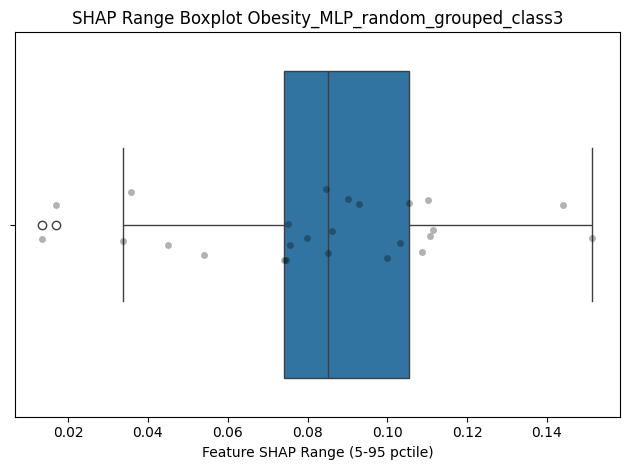 SHAP Range Boxplot Obesity_MLP_random_grouped_class3
0.02 0.04 0.06 0.08 0.10 0.12 0.14
Feature SHAP Range (5-95 pctile)